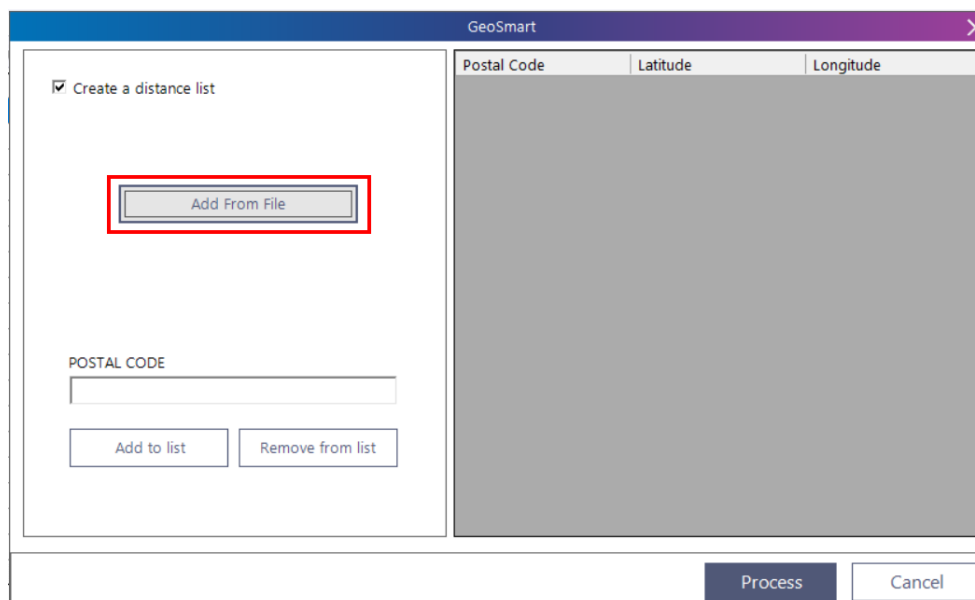 GeoSmart
Create a distance list
Add From File
POSTAL CODE
Add to list Remove from list
Postal Code Latitude Longitude
Process Cancel